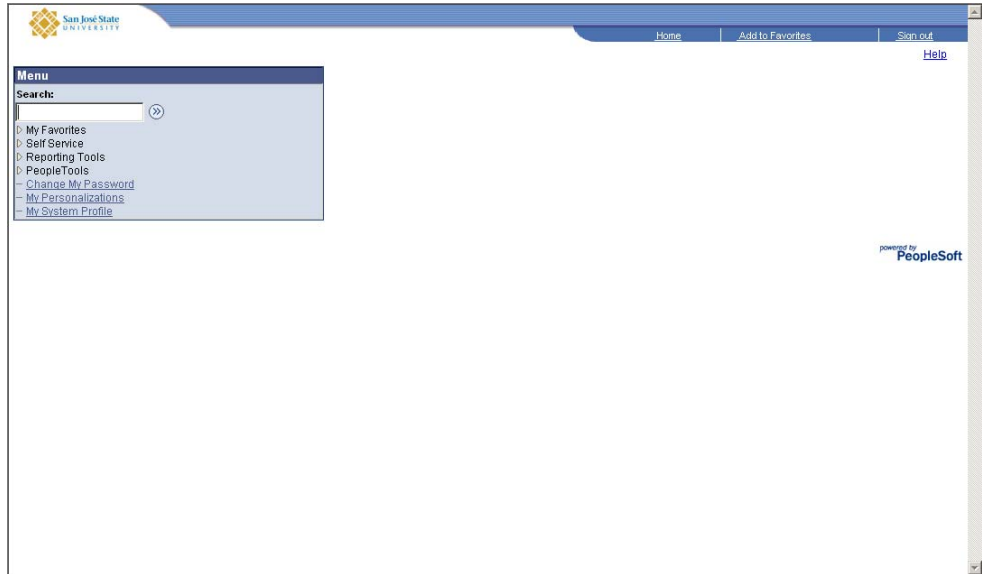 San José State
UNIVERSITY
Home Add to Favorites Sign out
Help
Menu
Search:
My Favorites
Self Service
Reporting Tools
PeopleTools
Change My Password
My Personalizations
My System Profile
powered by
PeopleSoft